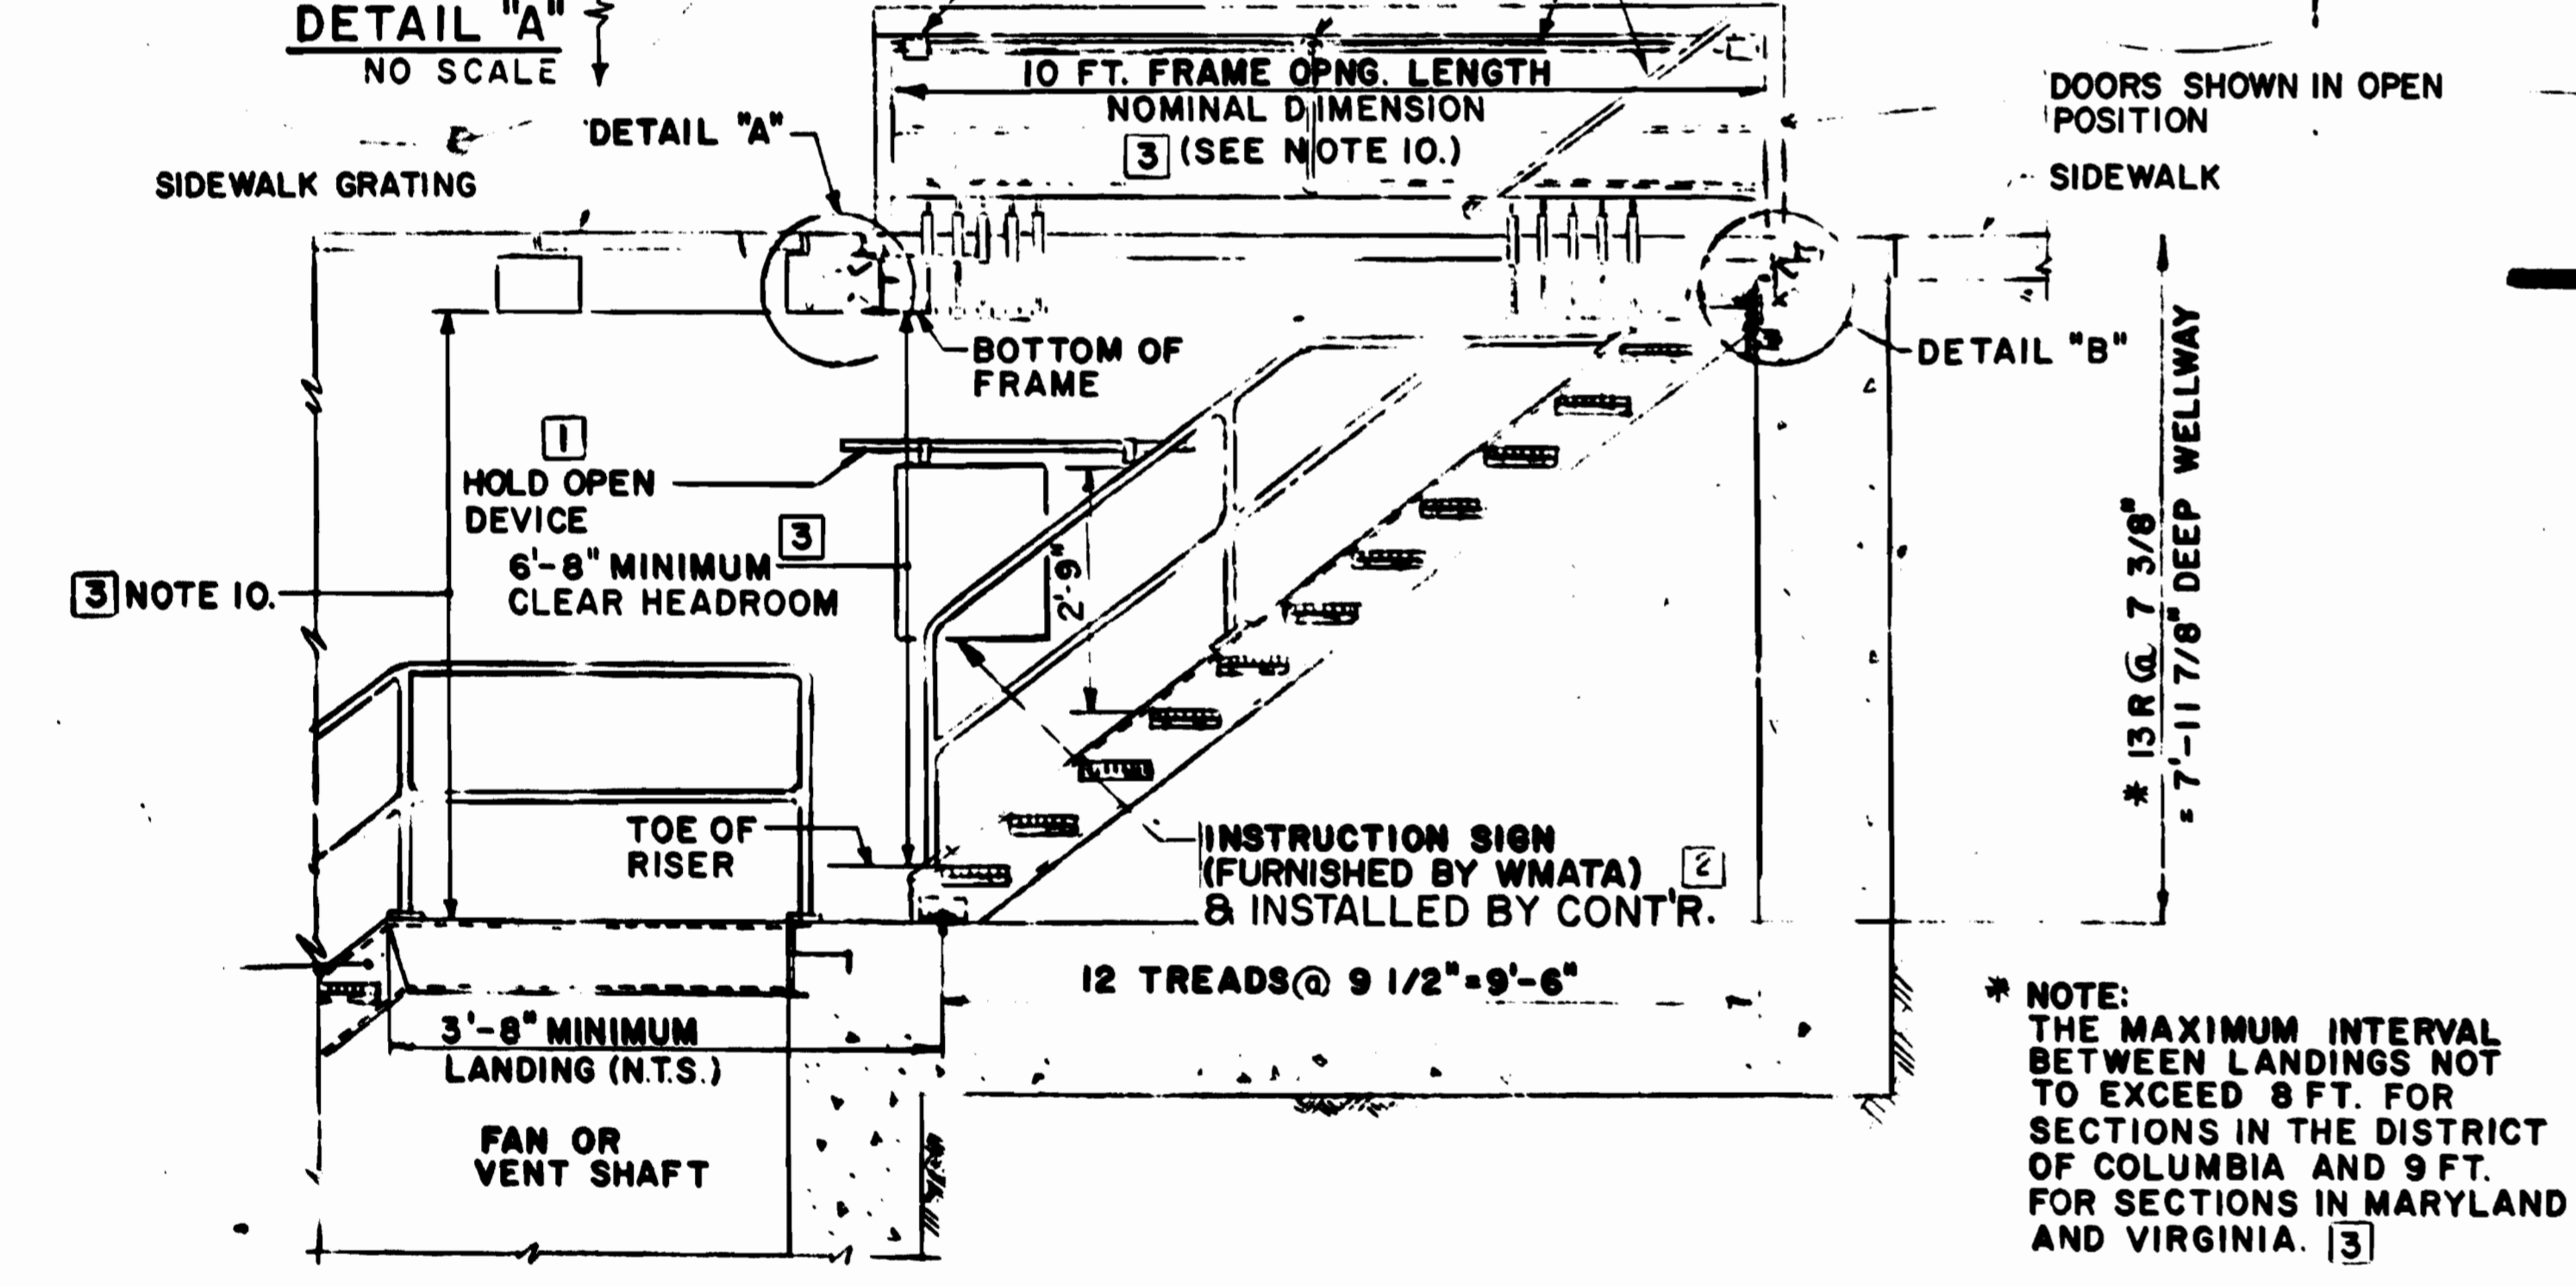 DETAIL "A"
NO SCALE
DETAIL "A"
SIDEWALK GRATING
10 FT. FRAME OPNG. LENGTH
NOMINAL DIMENSION
3 (SEE NOTE 10.)
DOORS SHOWN IN OPEN
POSITION
SIDEWALK
BOTTOM OF
FRAME
DETAIL "B"
1
HOLD OPEN
DEVICE
3
6'-8" MINIMUM
CLEAR HEADROOM
3 NOTE 10.
2'-9"
* 13 R @ 7 3/8"
= 7'-11 7/8" DEEP WELLWAY
TOE OF
RISER
INSTRUCTION SIGN
(FURNISHED BY WMATA) 2
& INSTALLED BY CONT'R.
12 TREADS @ 9 1/2" = 9'-6"
3'-8" MINIMUM
LANDING (N.T.S.)
FAN OR
VENT SHAFT
* NOTE:
THE MAXIMUM INTERVAL
BETWEEN LANDINGS NOT
TO EXCEED 8 FT. FOR
SECTIONS IN THE DISTRICT
OF COLUMBIA AND 9 FT.
FOR SECTIONS IN MARYLAND
AND VIRGINIA. 3